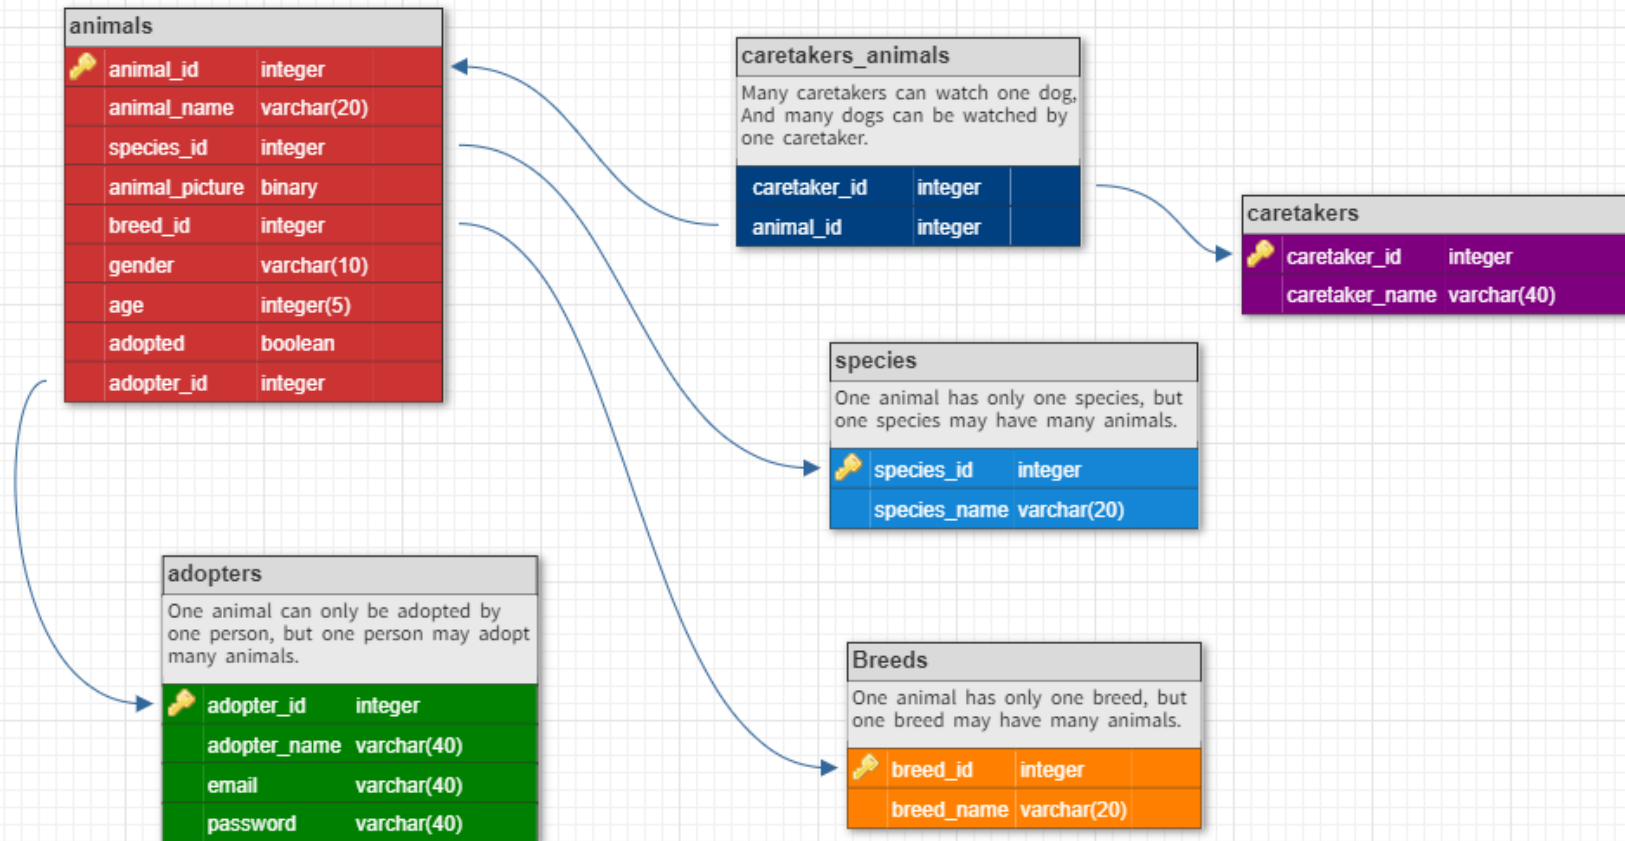 animals
animal_id integer
animal_name varchar(20)
species_id integer
animal_picture binary
breed_id integer
gender varchar(10)
age integer(5)
adopted boolean
adopter_id integer
caretakers_animals
Many caretakers can watch one dog,
And many dogs can be watched by
one caretaker.
caretaker_id integer
animal_id integer
caretakers
caretaker_id integer
caretaker_name varchar(40)
species
One animal has only one species, but
one species may have many animals.
species_id integer
species_name varchar(20)
adopters
One animal can only be adopted by
one person, but one person may adopt
many animals.
adopter_id integer
adopter_name varchar(40)
email varchar(40)
password varchar(40)
Breeds
One animal has only one breed, but
one breed may have many animals.
breed_id integer
breed_name varchar(20)